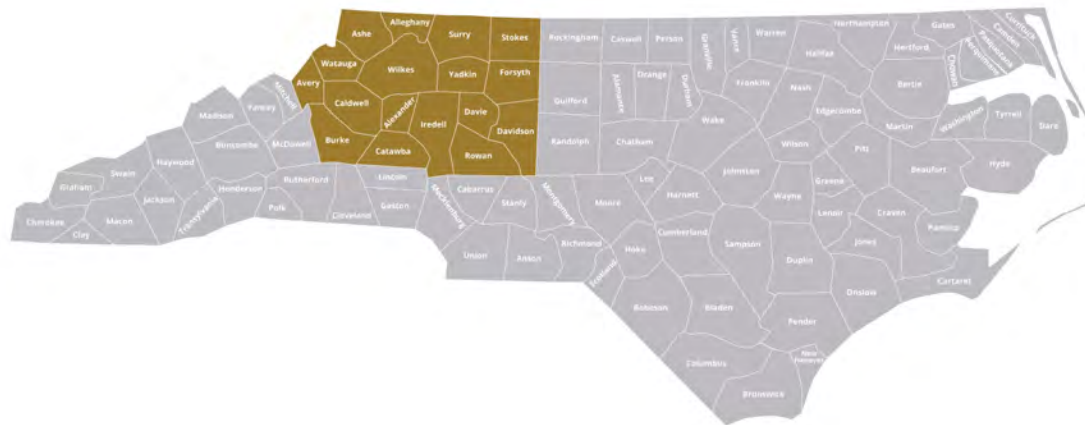 Alleghany
Ashe
Surry
Stokes
Watauga
Wilkes
Yadkin
Forsyth
Avery
Caldwell
Alexander
Iredell
Davie
Davidson
Burke
Catawba
Rowan
Rockingham
Caswell
Person
Granville
Vance
Warren
Northampton
Gates
Currituck
Camden
Pasquotank
Perquimans
Chowan
Halifax
Hertford
Bertie
Guilford
Alamance
Orange
Durham
Franklin
Nash
Edgecombe
Martin
Washington
Tyrrell
Dare
Mitchell
Yancey
Madison
Buncombe
McDowell
Haywood
Swain
Graham
Cherokee
Clay
Macon
Jackson
Transylvania
Henderson
Polk
Rutherford
Cleveland
Lincoln
Gaston
Mecklenburg
Cabarrus
Stanly
Montgomery
Union
Anson
Richmond
Randolph
Chatham
Wake
Wilson
Pitt
Beaufort
Hyde
Lee
Harnett
Johnston
Wayne
Greene
Lenoir
Craven
Pamlico
Moore
Hoke
Cumberland
Sampson
Duplin
Jones
Carteret
Onslow
Scotland
Robeson
Bladen
Pender
New
Hanover
Columbus
Brunswick